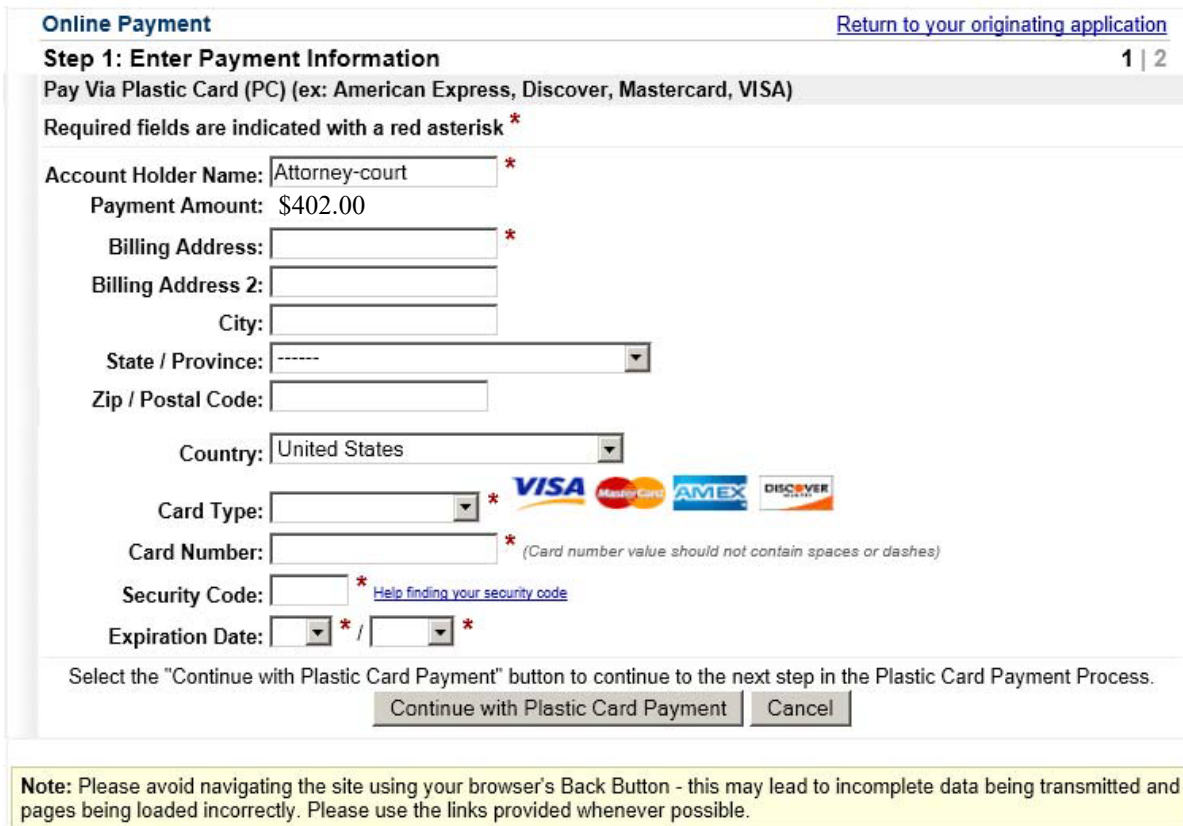 Online Payment Return to your originating application
Step 1: Enter Payment Information 1 | 2
Pay Via Plastic Card (PC) (ex: American Express, Discover, Mastercard, VISA)
Required fields are indicated with a red asterisk *
Account Holder Name: Attorney-court *
Payment Amount: $402.00
Billing Address: *
Billing Address 2:
City:
State / Province: ------
Zip / Postal Code:
Country: United States
Card Type: * VISA MasterCard AMEX DISCOVER
Card Number: * (Card number value should not contain spaces or dashes)
Security Code: * Help finding your security code
Expiration Date: * / *
Select the "Continue with Plastic Card Payment" button to continue to the next step in the Plastic Card Payment Process.
Continue with Plastic Card Payment Cancel
Note: Please avoid navigating the site using your browser's Back Button - this may lead to incomplete data being transmitted and
pages being loaded incorrectly. Please use the links provided whenever possible.